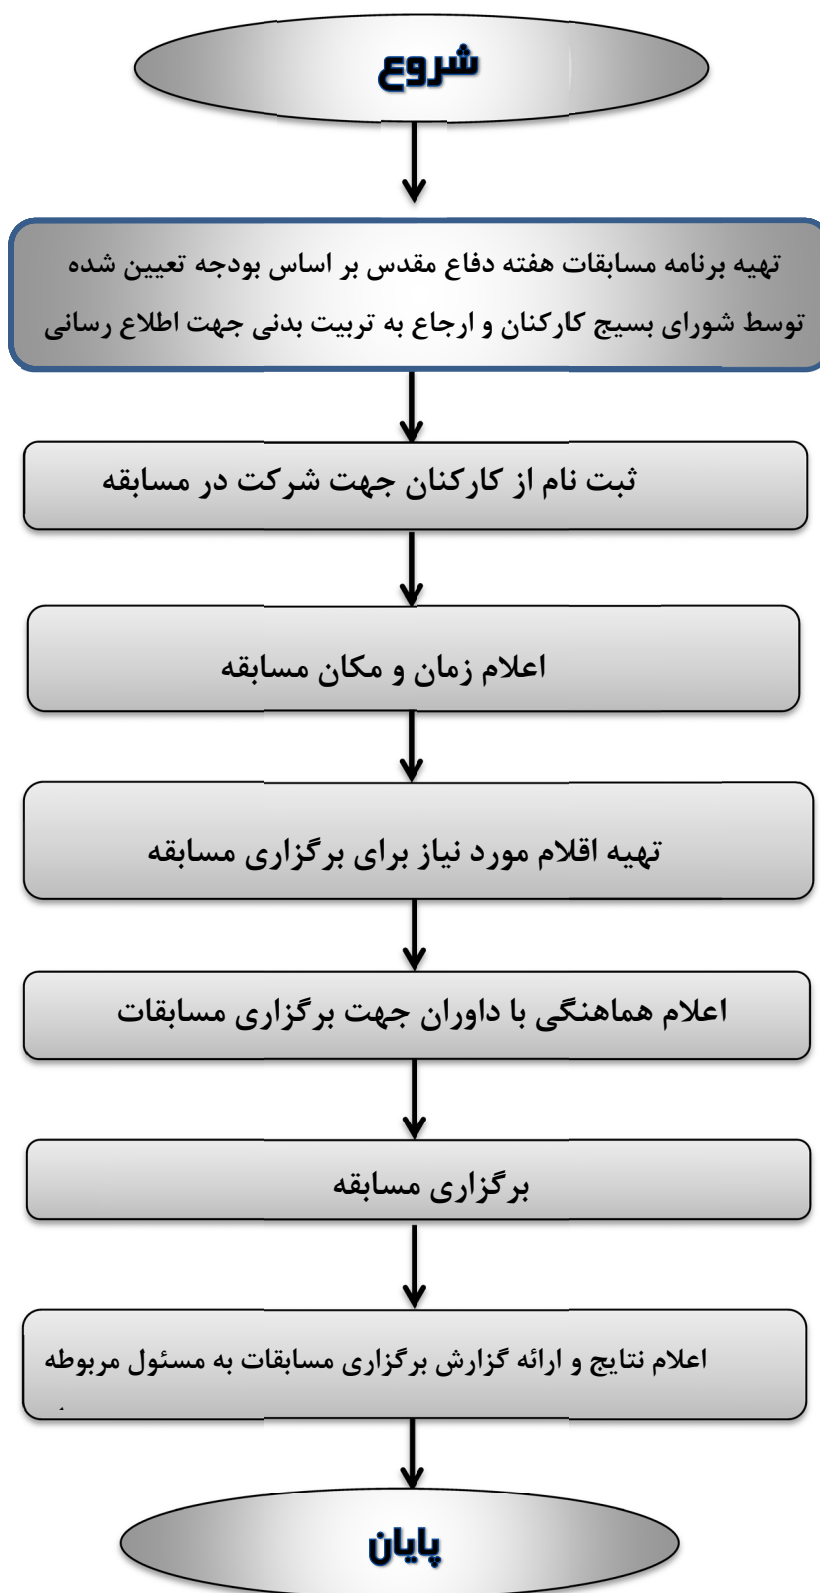 شروع
تهیه برنامه مسابقات هفته دفاع مقدس بر اساس بودجه تعیین شده
توسط شورای بسیج کارکنان و ارجاع به تربیت بدنی جهت اطلاع رسانی
ثبت نام از کارکنان جهت شرکت در مسابقه
اعلام زمان و مکان مسابقه
تهیه اقلام مورد نیاز برای برگزاری مسابقه
اعلام هماهنگی با داوران جهت برگزاری مسابقات
برگزاری مسابقه
اعلام نتایج و ارائه گزارش برگزاری مسابقات به مسئول مربوطه
پایان